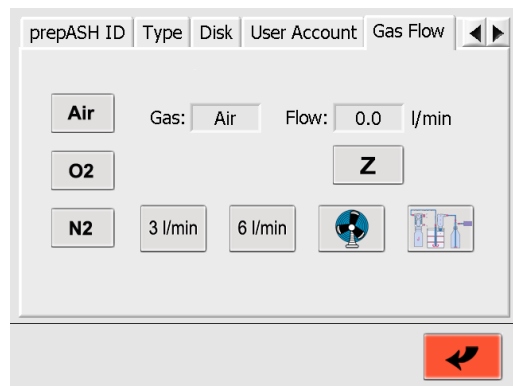 prepASH ID Type Disk User Account Gas Flow
Air Gas: Air Flow: 0.0 l/min
O2 Z
N2 3 l/min 6 l/min